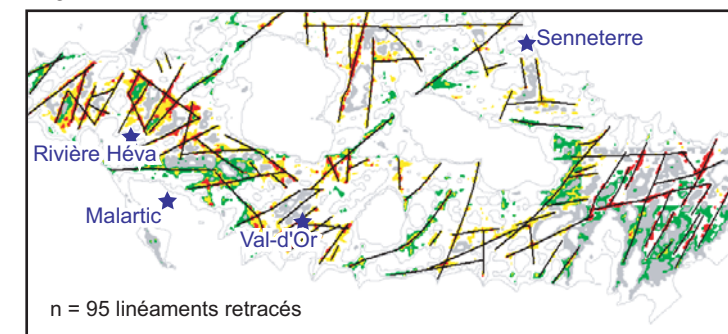 Senneterre
Rivière Héva
Malartic
Val-d'Or
n = 95 linéaments retracés